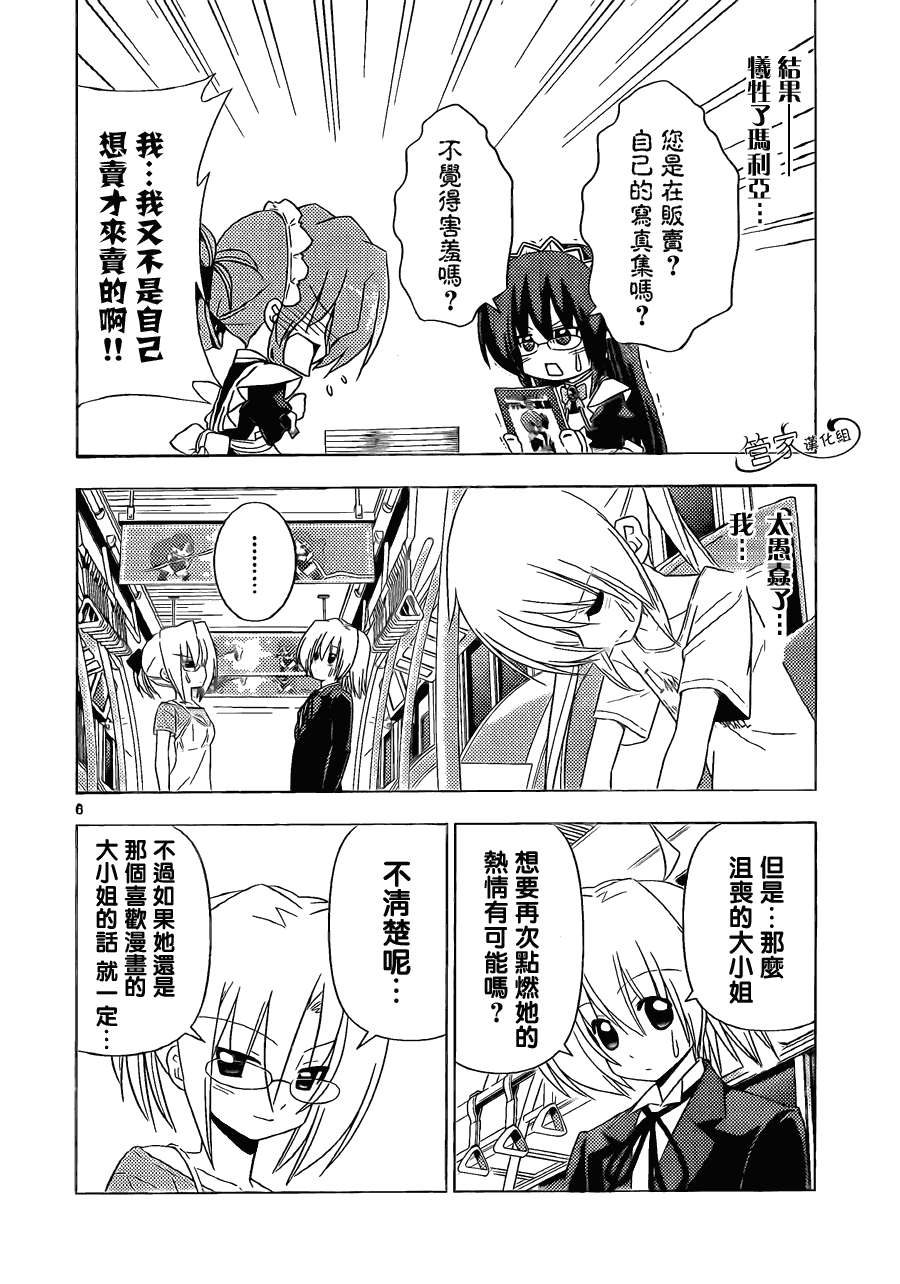 結果——
犧牲了瑪利亞…
您是在販賣?
自己的寫真集嗎?
不覺得害羞嗎?
我…我又不是自己
想賣才來賣的啊!!
管家漢化組
太愚蠢了…
我…
………
6
但是…那麼
沮喪的大小姐
想要再次點燃她的
熱情有可能嗎?
不清楚呢…
不過如果她還是
那個喜歡漫畫的
大小姐的話 就一定…